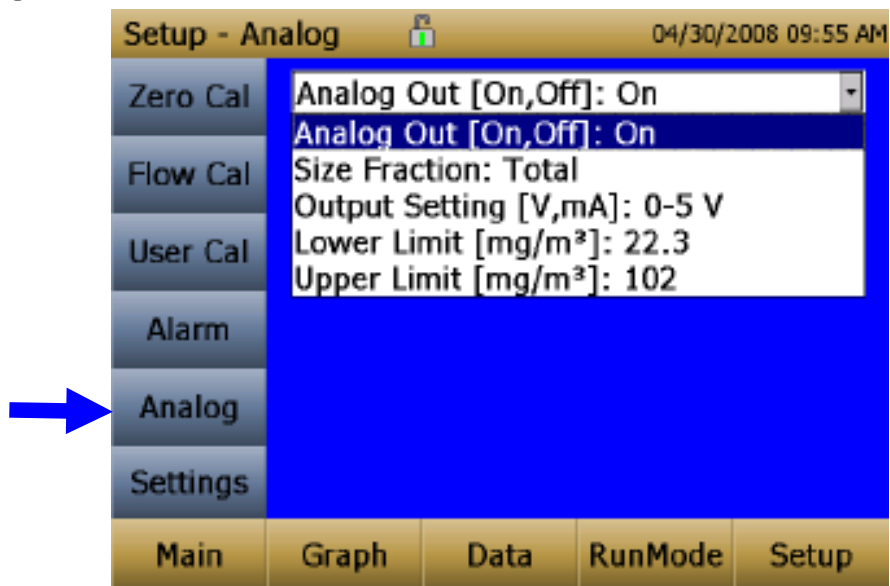 Setup - Analog 04/30/2008 09:55 AM
Zero Cal
Flow Cal
User Cal
Alarm
Analog
Settings
Analog Out [On,Off]: On
Analog Out [On,Off]: On
Size Fraction: Total
Output Setting [V,mA]: 0-5 V
Lower Limit [mg/m³]: 22.3
Upper Limit [mg/m³]: 102
Main Graph Data RunMode Setup